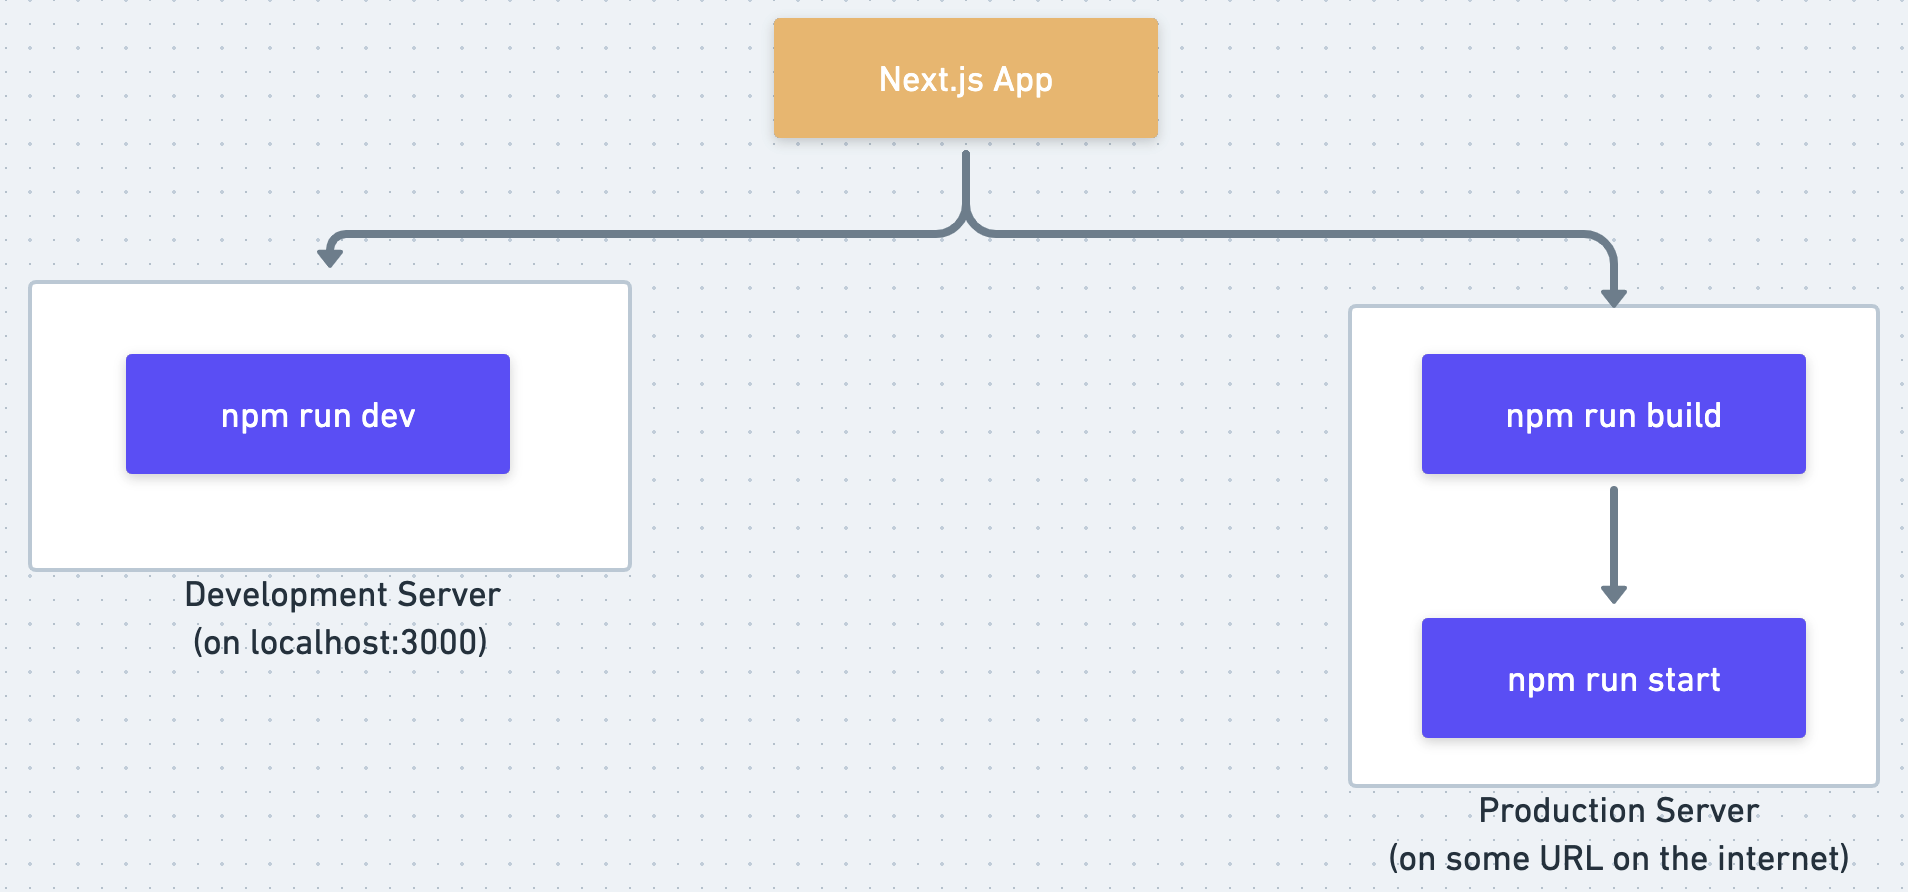 Next.js App
npm run dev
Development Server
(on localhost:3000)
npm run build
npm run start
Production Server
(on some URL on the internet)